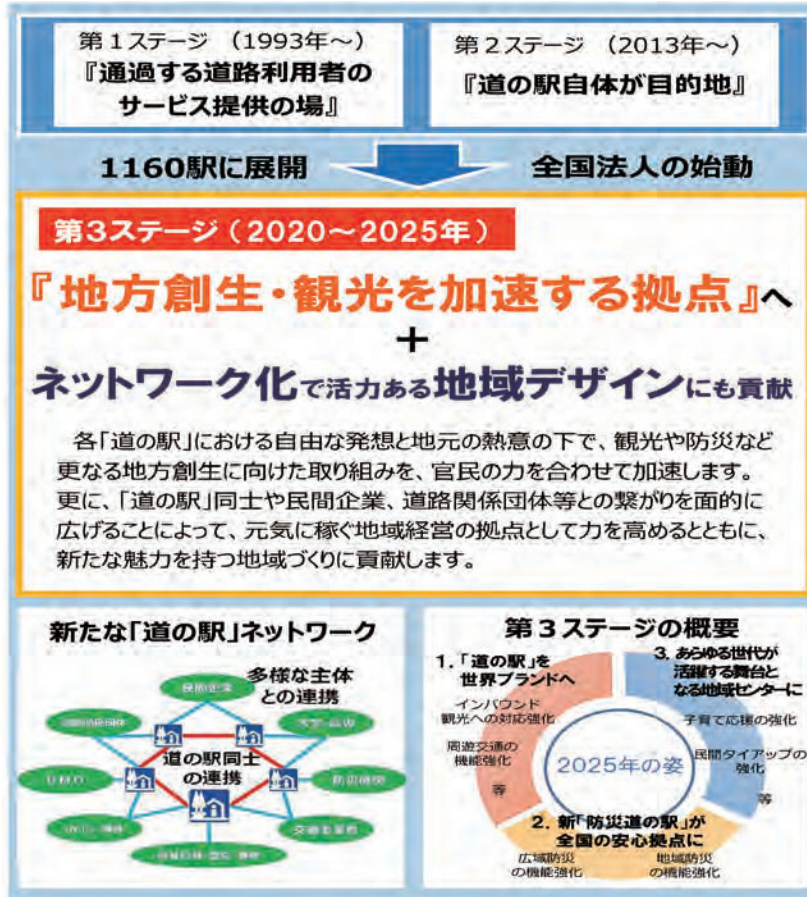 第1ステージ （1993年～）
『通過する道路利用者の
サービス提供の場』
第2ステージ （2013年～）
『道の駅自体が目的地』
1160駅に展開
全国法人の始動
第3ステージ（2020～2025年）
『地方創生・観光を加速する拠点』へ
+
ネットワーク化で活力ある地域デザインにも貢献
各「道の駅」における自由な発想と地元の熱意の下で、観光や防災など
更なる地方創生に向けた取り組みを、官民の力を合わせて加速します。
更に、「道の駅」同士や民間企業、道路関係団体等との繋がりを面的に
広げることによって、元気に稼ぐ地域経営の拠点として力を高めるとともに、
新たな魅力を持つ地域づくりに貢献します。
新たな「道の駅」ネットワーク
多様な主体
との連携
民間企業
道の駅同士
の連携
防災機関
交通事業者
第3ステージの概要
1. 「道の駅」を
世界ブランドへ
インバウンド
観光への対応強化
周遊交通の
機能強化
等
3. あらゆる世代が
活躍する舞台と
なる地域センターに
子育て応援の強化
民間タイアップの
強化
等
2025年の姿
2. 新「防災道の駅」が
全国の安心拠点に
広域防災
の機能強化
地域防災
の機能強化